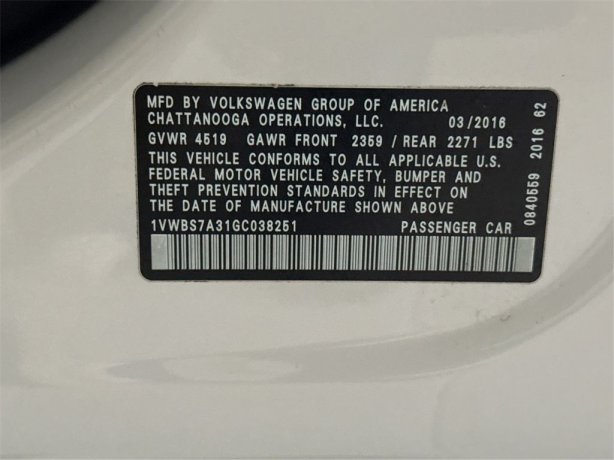 MFD BY VOLKSWAGEN GROUP OF AMERICA
CHATTANOOGA OPERATIONS, LLC. 03/2016
GVWR 4519 GAWR FRONT 2359 / REAR 2271 LBS
THIS VEHICLE CONFORMS TO ALL APPLICABLE U.S.
FEDERAL MOTOR VEHICLE SAFETY, BUMPER AND
THEFT PREVENTION STANDARDS IN EFFECT ON
THE DATE OF MANUFACTURE SHOWN ABOVE
1VWBS7A31GC038251 PASSENGER CAR
0840559 2016 62